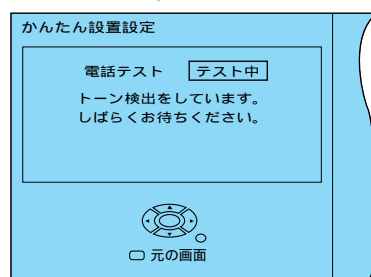 かんたん設置設定
電話テスト テスト中
トーン検出をしています。
しばらくお待ちください。
元の画面